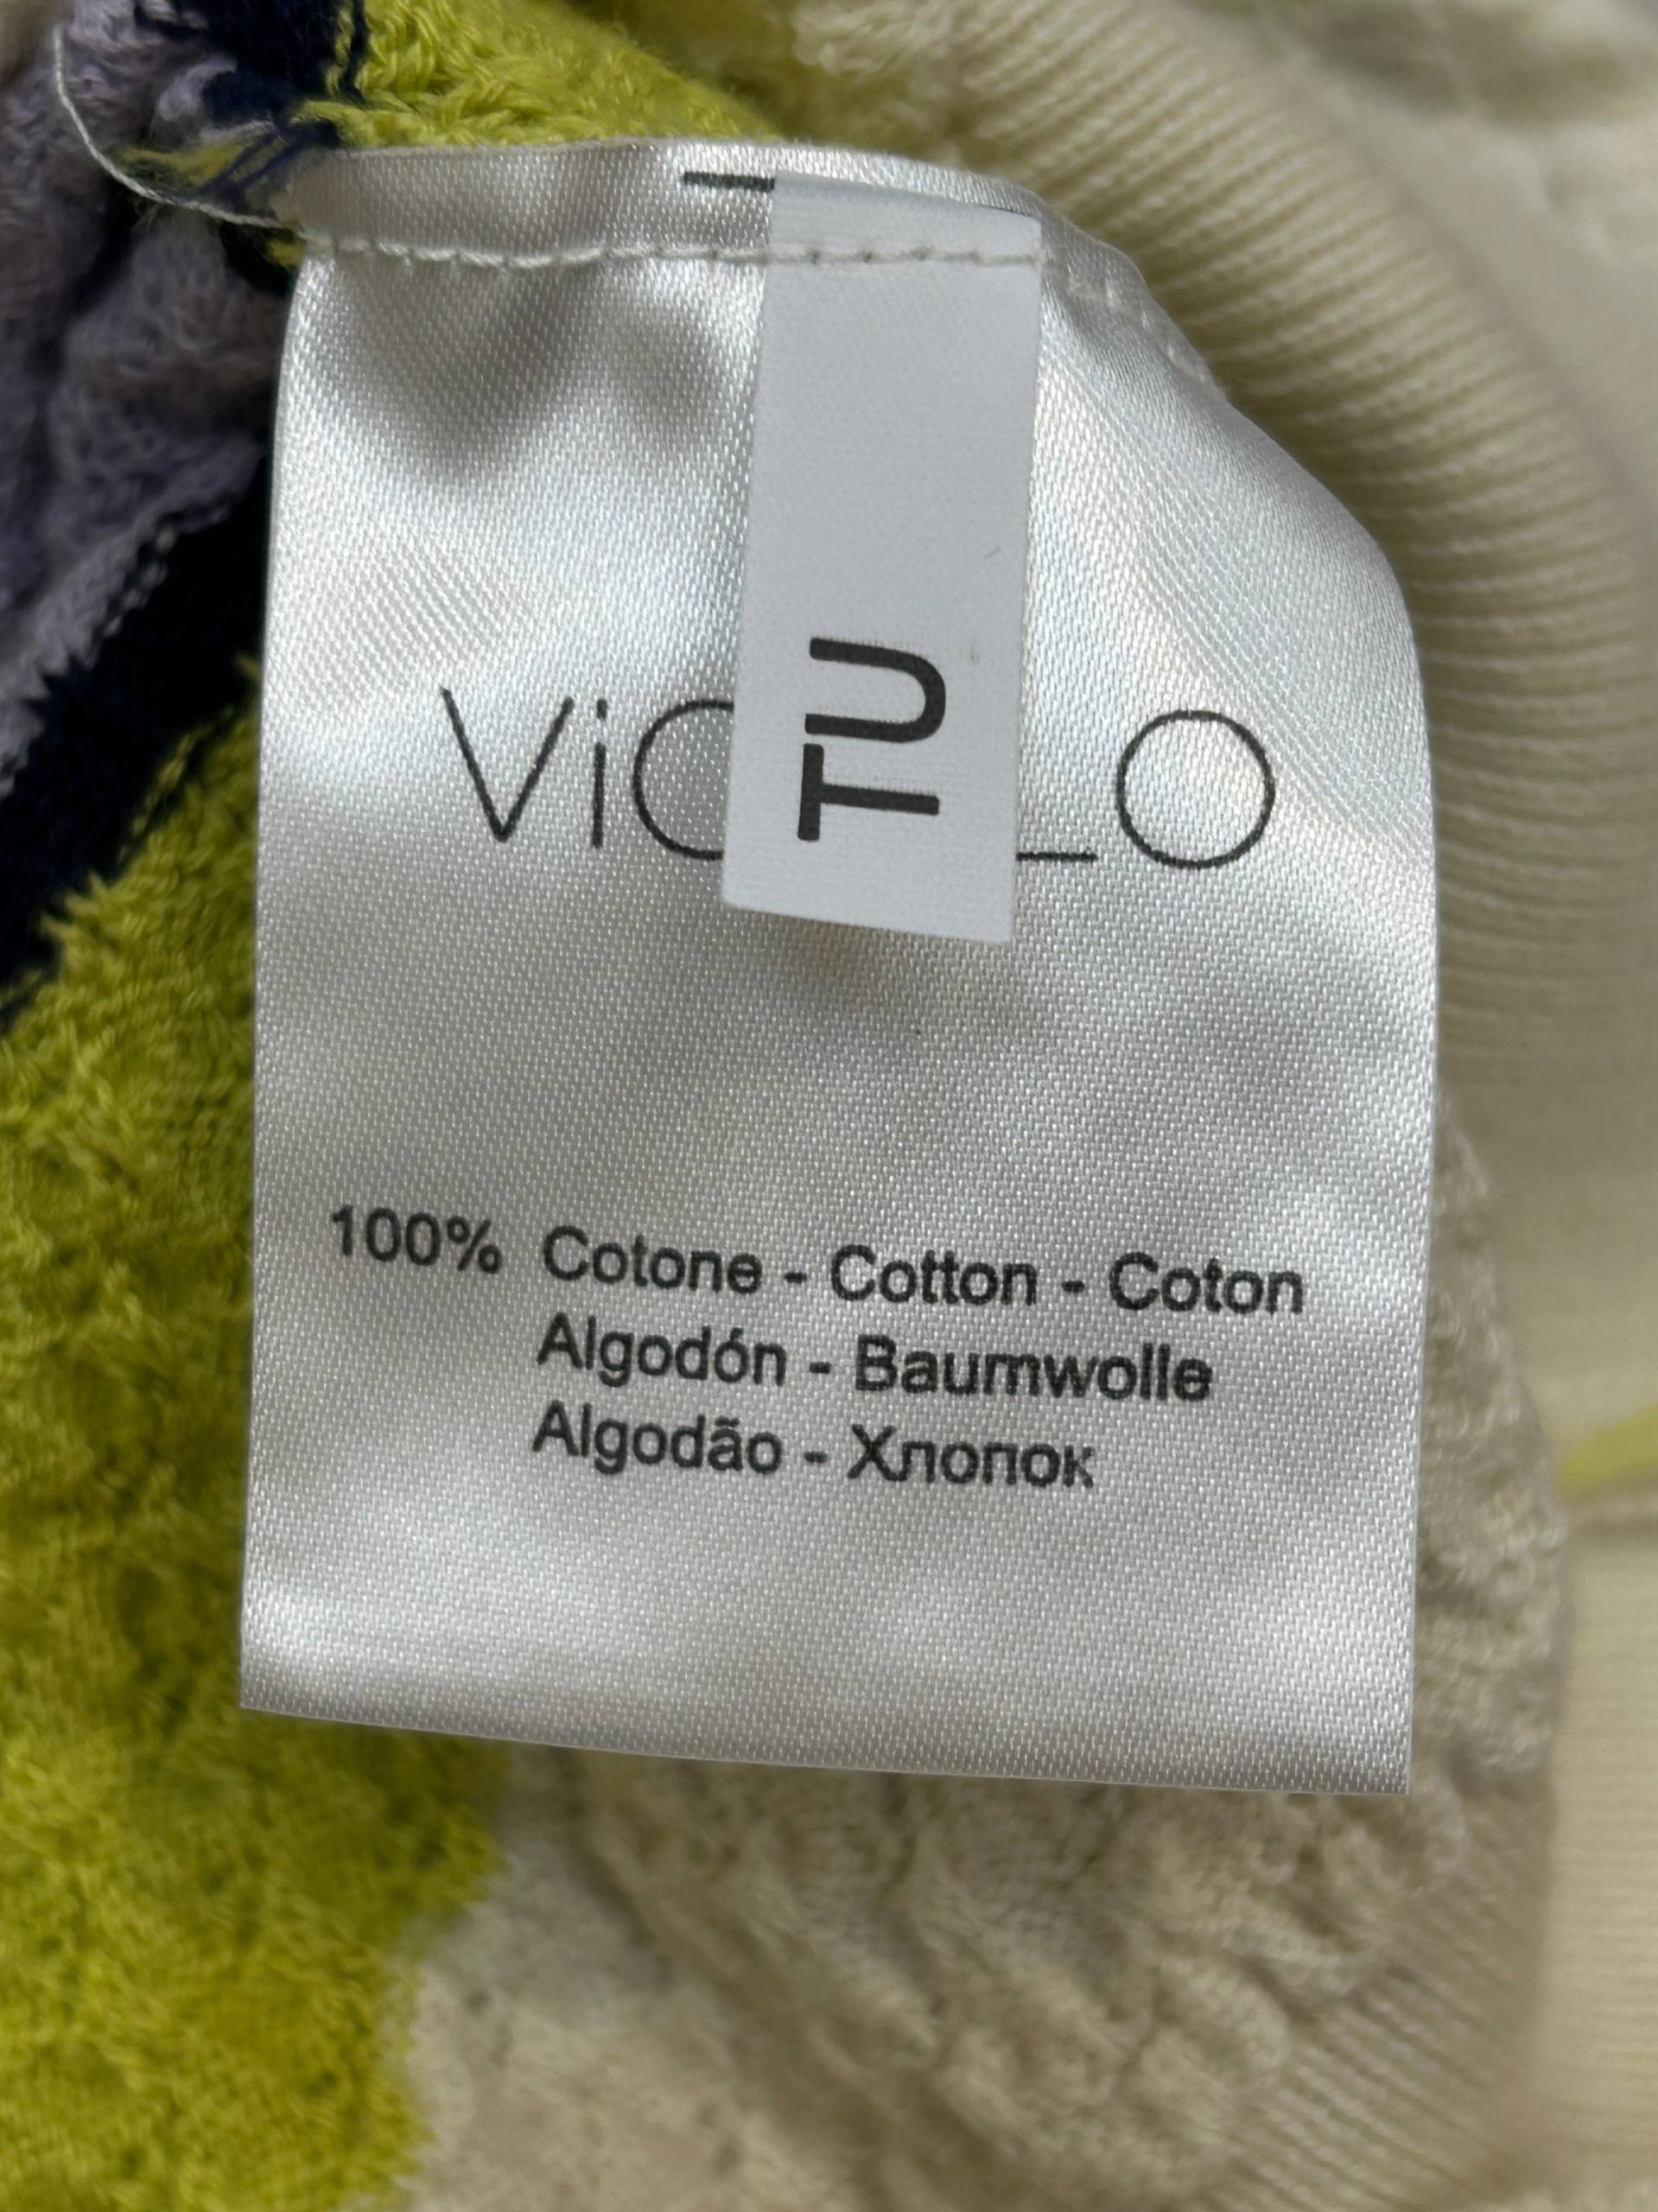 TU
100% Cotone - Cotton - Coton
Algodón - Baumwolle
Algodão - Хлопок